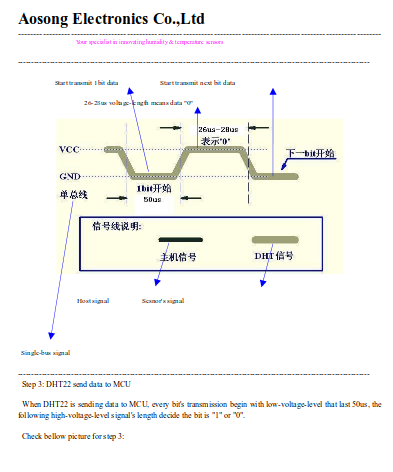 Aosong Electronics Co.,Ltd
Your specialist in innovating humidity & temperature sensors
Start transmit 1bit data
Start transmit next bit data
26-28us voltage-length means data "0"
26us-28us
表示"0"
VCC
下一bit开始
GND
1bit开始
单总线
50us
信号线说明:
主机信号
DHT信号
Host signal
Sesnor's signal
Single-bus signal
Step 3: DHT22 send data to MCU
When DHT22 is sending data to MCU, every bit's transmission begin with low-voltage-level that last 50us, the
following high-voltage-level signal's length decide the bit is "1" or "0".
Check bellow picture for step 3: